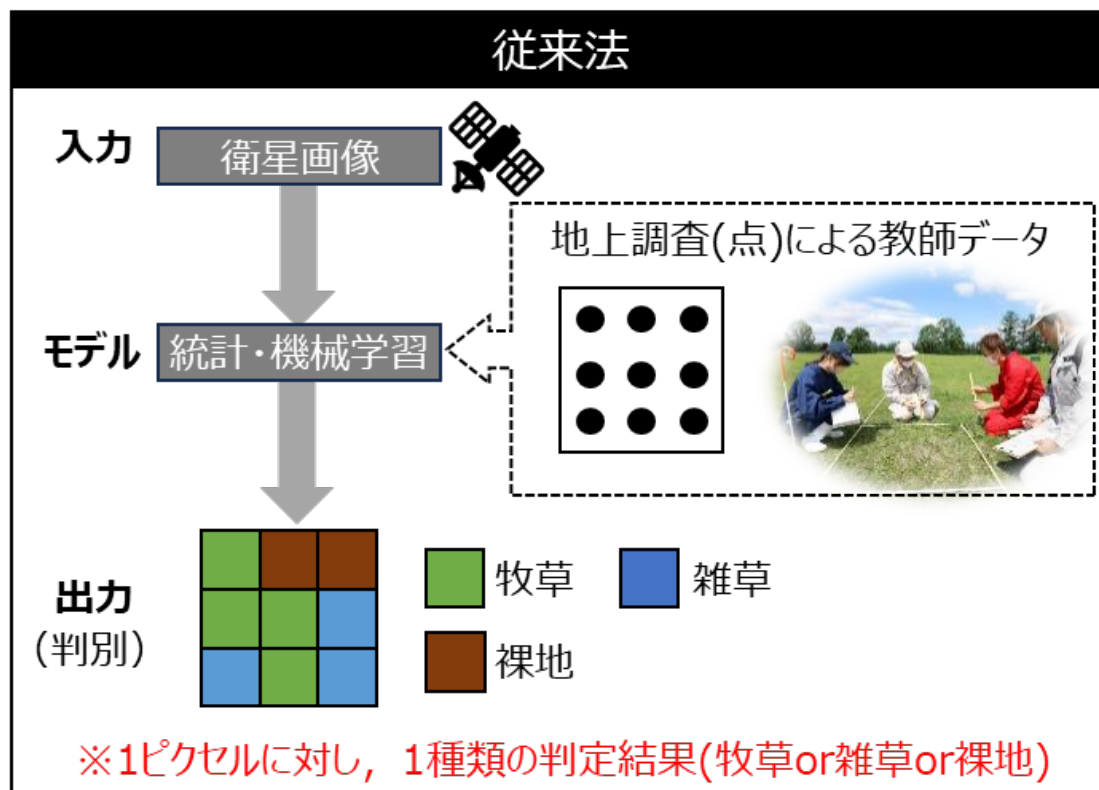 従来法
入力
衛星画像
地上調査(点)による教師データ
モデル
統計・機械学習
出力
(判別)
牧草
雑草
裸地
※1ピクセルに対し，1種類の判定結果(牧草or雑草or裸地)